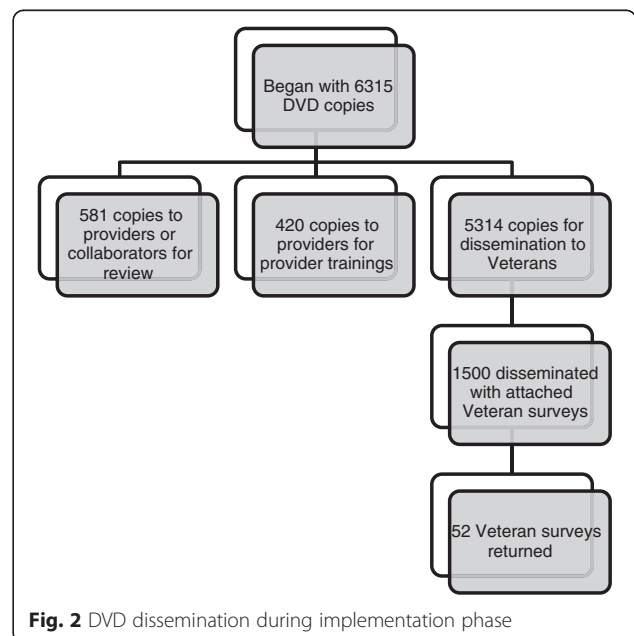 Began with 6315
DVD copies
581 copies to
providers or
collaborators for
review
420 copies to
providers for
provider trainings
5314 copies for
dissemination to
Veterans
1500 disseminated
with attached
Veteran surveys
52 Veteran surveys
returned
Fig. 2 DVD dissemination during implementation phase